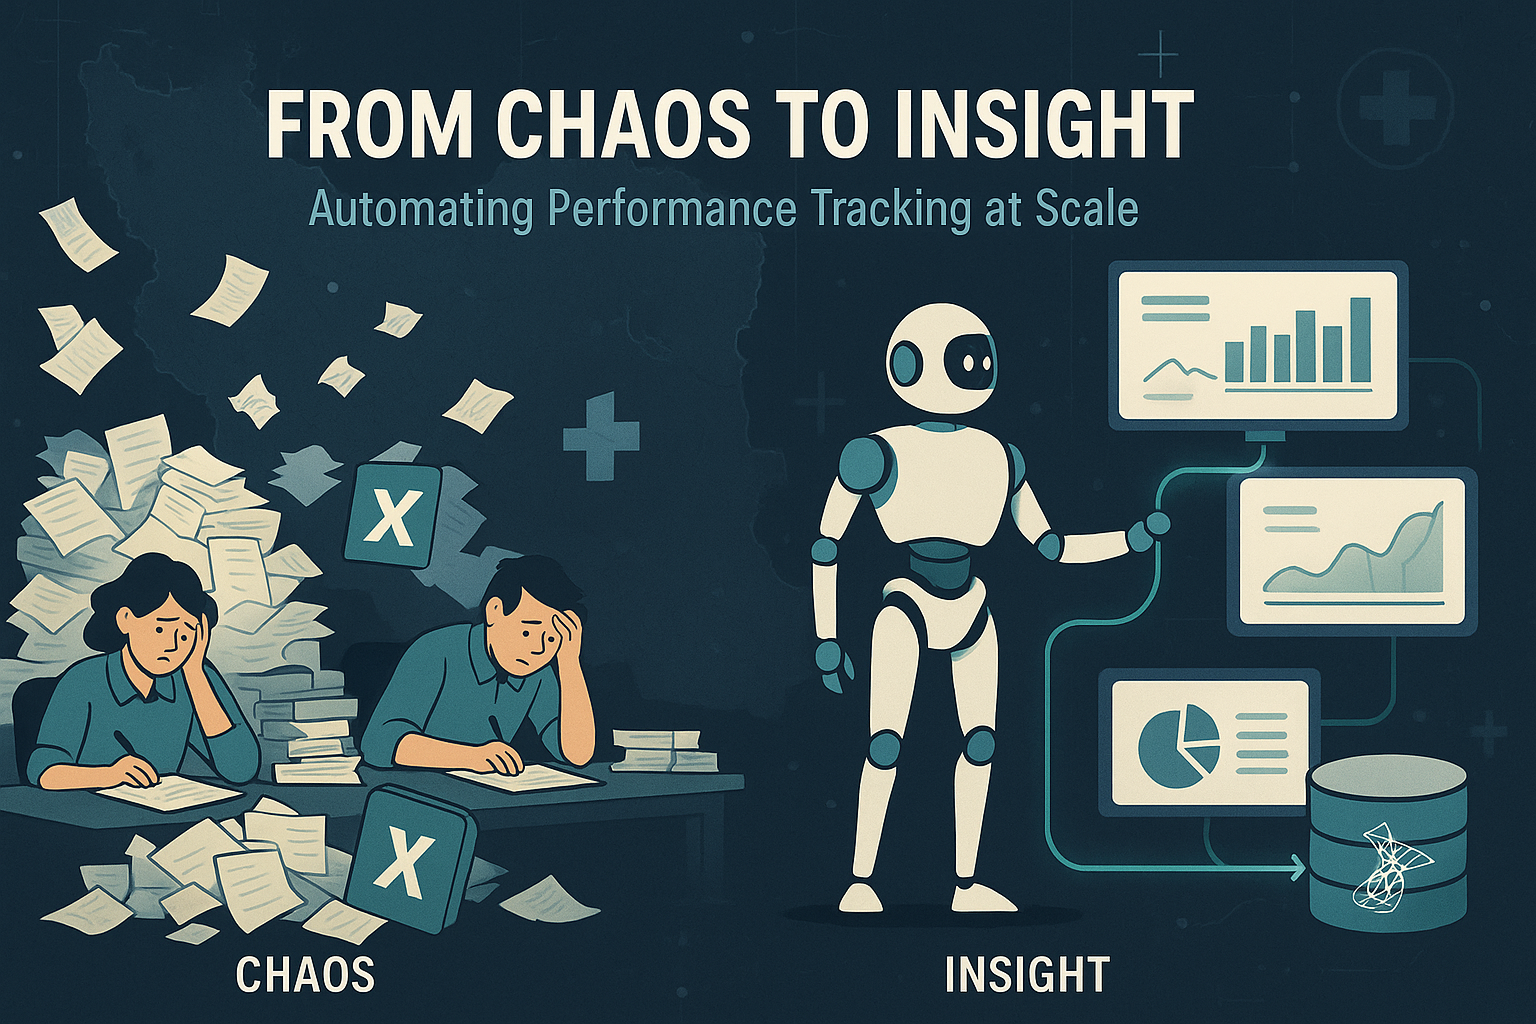 FROM CHAOS TO INSIGHT
Automating Performance Tracking at Scale
X
X
CHAOS
INSIGHT